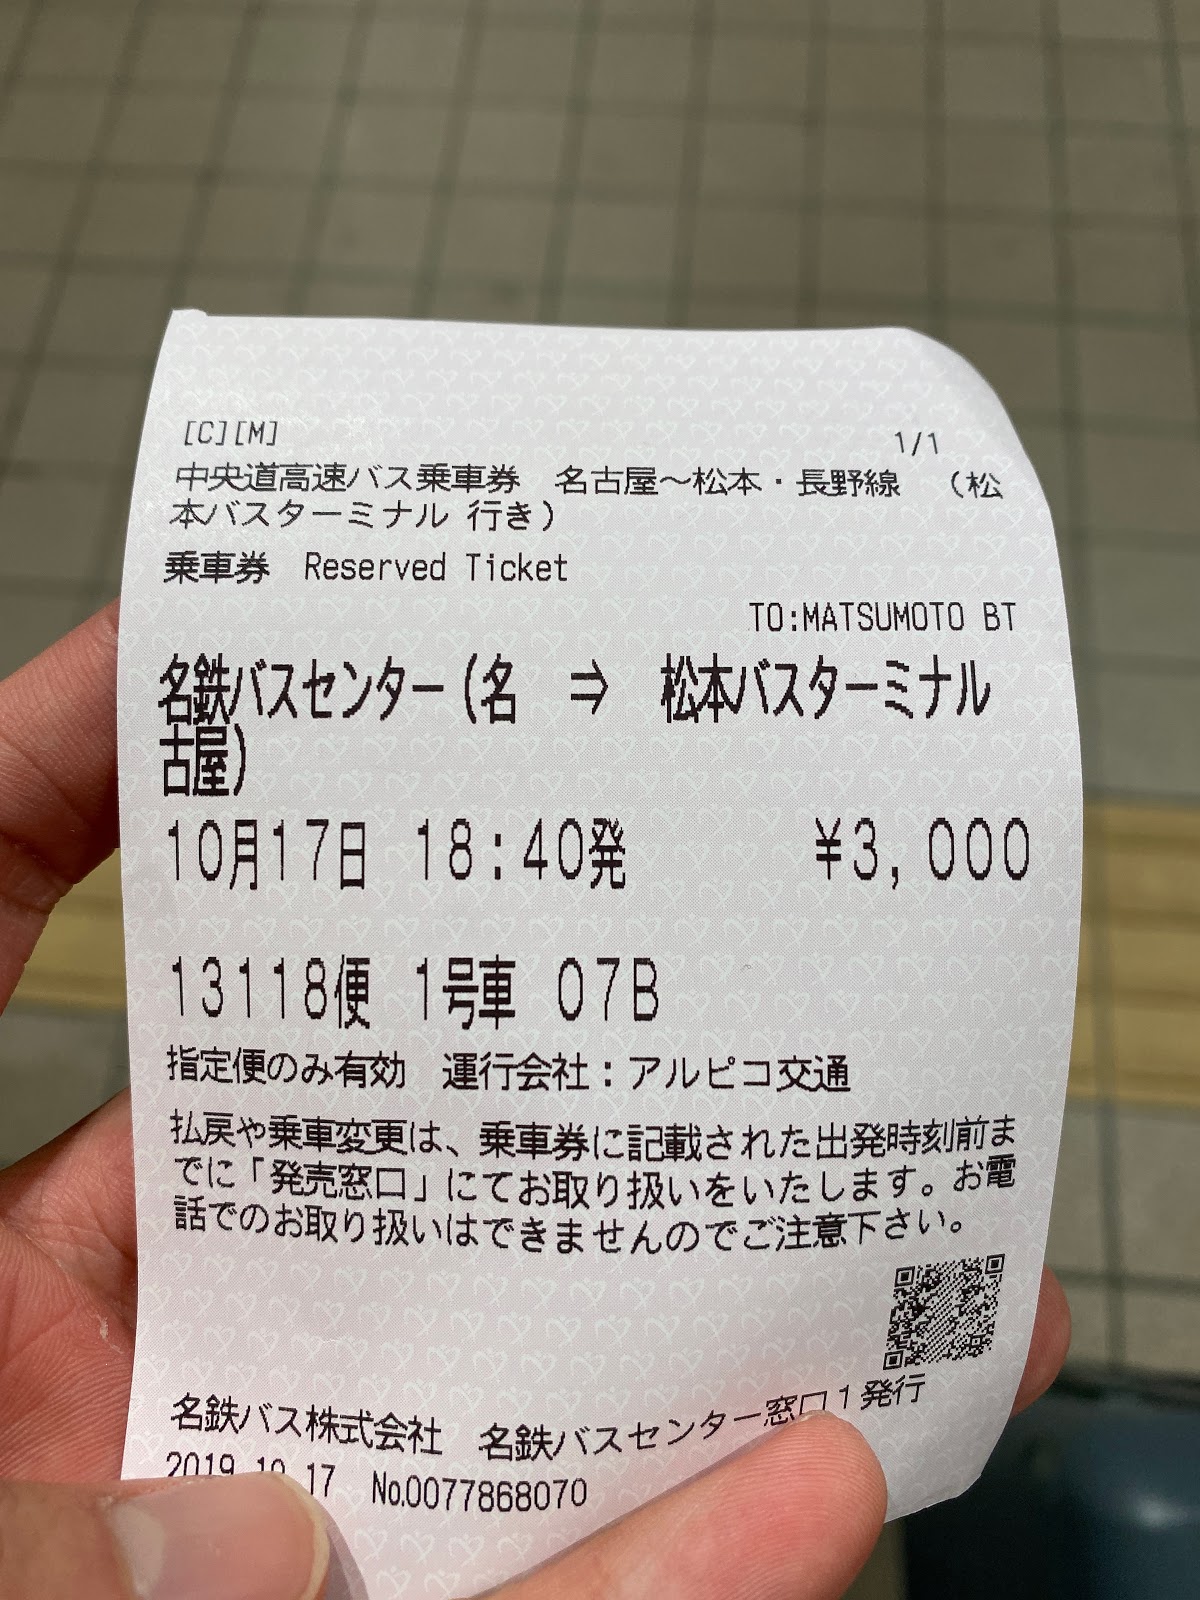 [C][M]
1/1
中央道高速バス乗車券 名古屋～松本・長野線 （松
本バスターミナル 行き）
乗車券 Reserved Ticket
TO:MATSUMOTO BT
名鉄バスセンター(名 ⇒ 松本バスターミナル
古屋)
10月17日 18:40発 ¥3,000
13118便 1号車 07B
指定便のみ有効 運行会社：アルピコ交通
払戻や乗車変更は、乗車券に記載された出発時刻前ま
でに「発売窓口」にてお取り扱いをいたします。お電
話でのお取り扱いはできませんのでご注意下さい。
名鉄バス株式会社 名鉄バスセンター窓口1発行
2019.10.17 No.0077868070